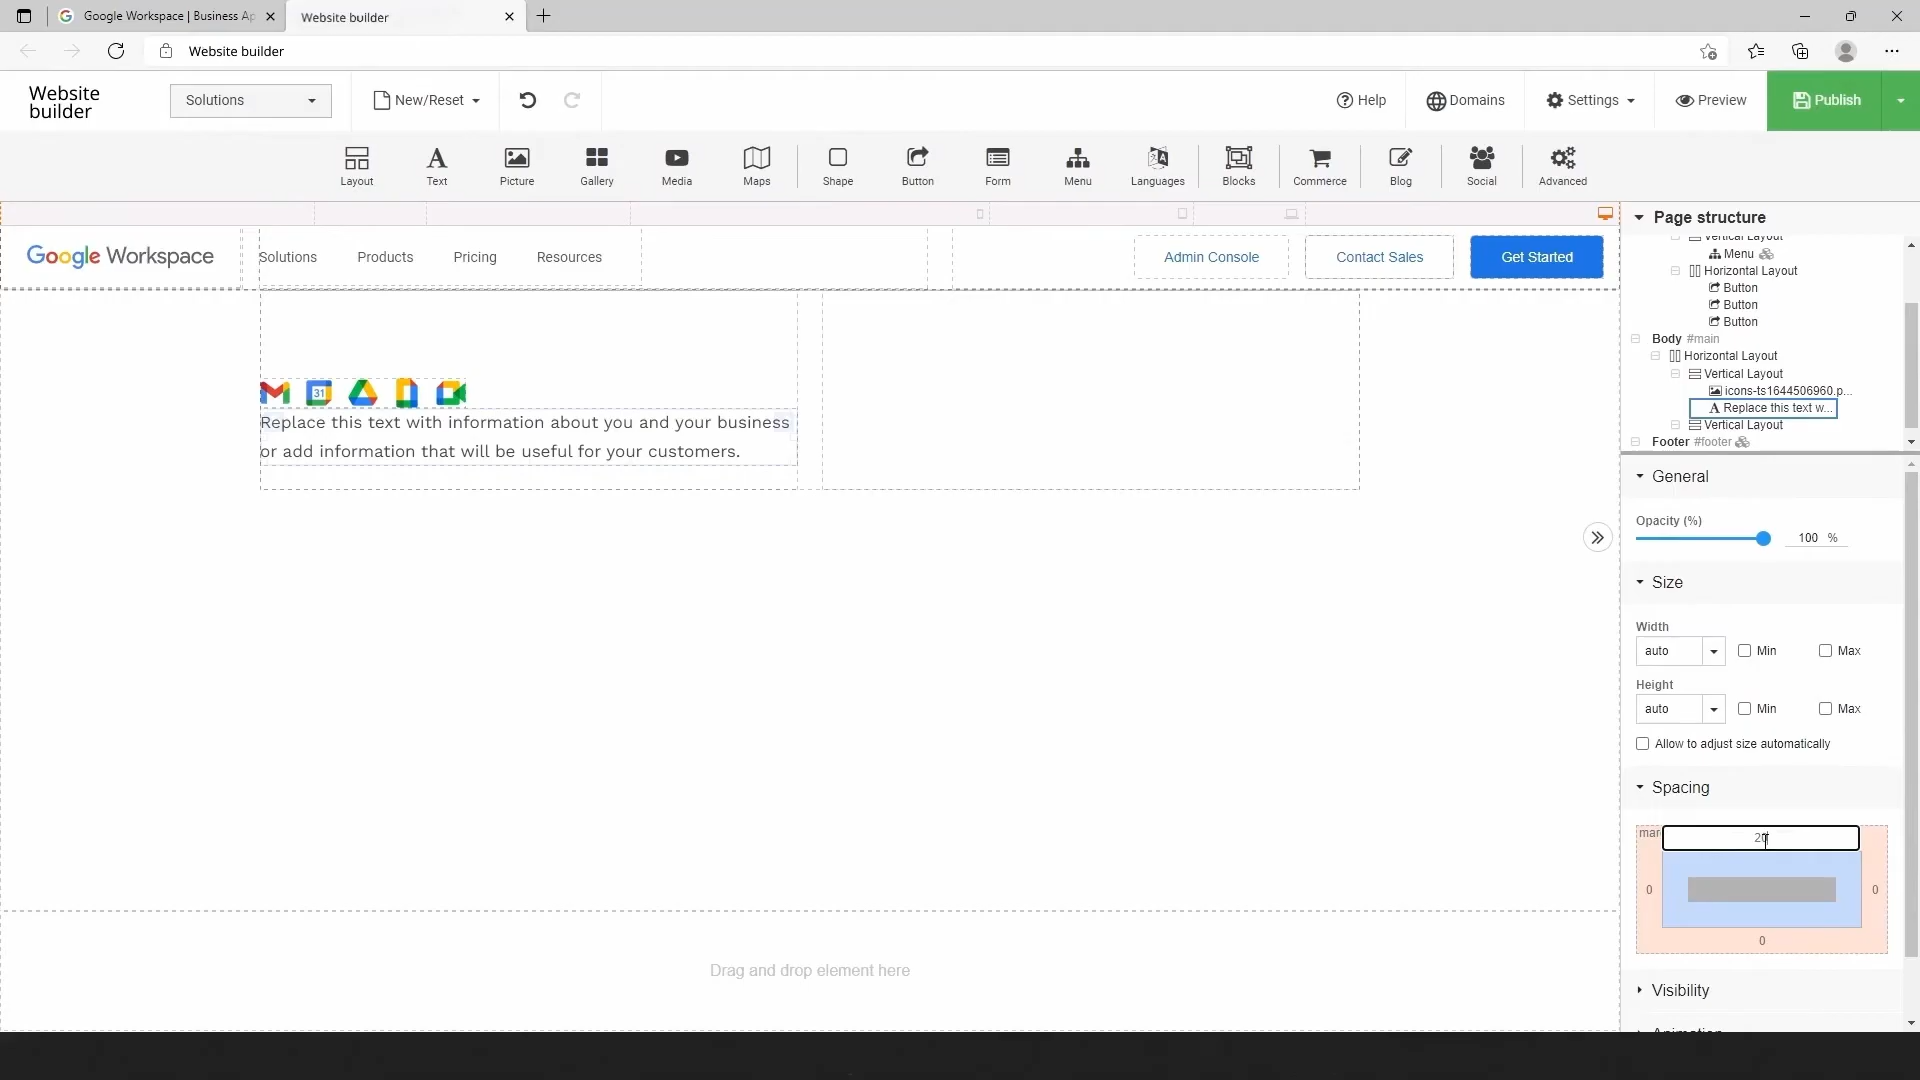 Google Workspace | Business Ap
Website builder
Website builder
Website builder
Solutions
New/Reset
Help
Domains
Settings
Preview
Publish
Layout
Text
Picture
Gallery
Media
Maps
Shape
Button
Form
Menu
Languages
Blocks
Commerce
Blog
Social
Advanced
Google Workspace
Solutions
Products
Pricing
Resources
Admin Console
Contact Sales
Get Started
31
Replace this text with information about you and your business
or add information that will be useful for your customers.
Drag and drop element here
Page structure
Vertical Layout
Menu
Horizontal Layout
Button
Button
Button
Body #main
Horizontal Layout
Vertical Layout
icons-ts1644506960.p...
Replace this text w...
Vertical Layout
Footer #footer
General
Opacity (%)
100 %
Size
Width
auto
Min
Max
Height
auto
Min
Max
Allow to adjust size automatically
Spacing
mar
20
0
0
0
Visibility
Animation